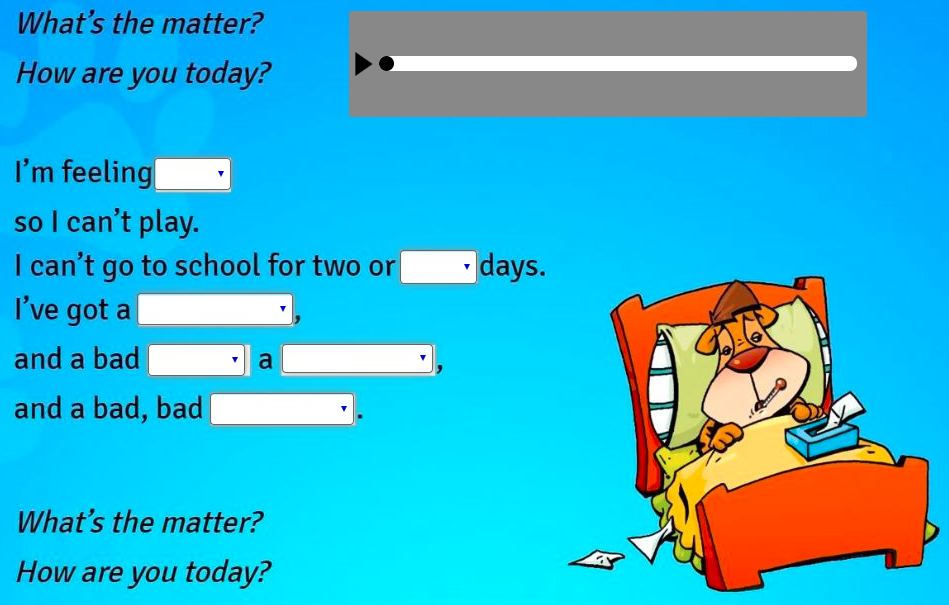 What's the matter?
How are you today?
I'm feeling
so I can't play.
I can't go to school for two or days.
I've got a ,
and a bad a ,
and a bad, bad .
What's the matter?
How are you today?